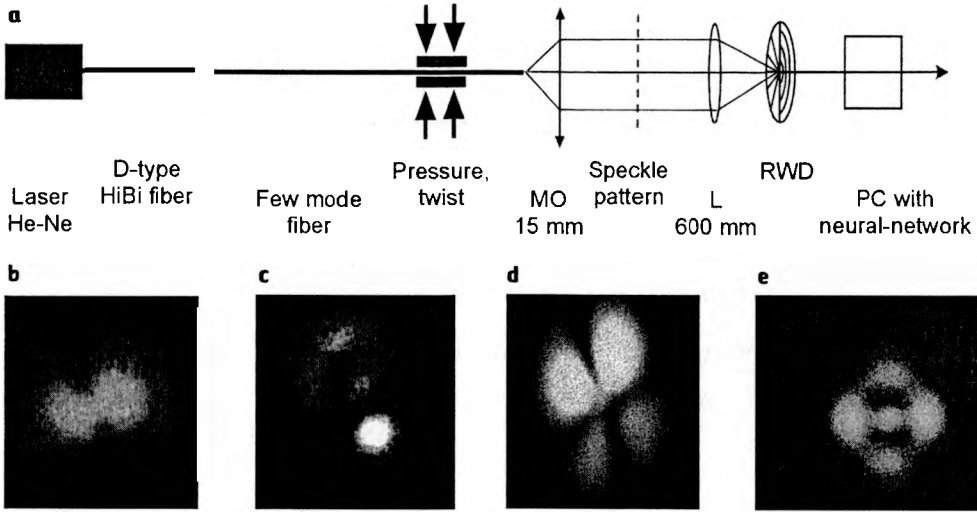 a
Laser
He-Ne
D-type
HiBi fiber
Few mode
fiber
Pressure,
twist
MO
15 mm
Speckle
pattern
L
600 mm
RWD
PC with
neural-network
b
c
d
e